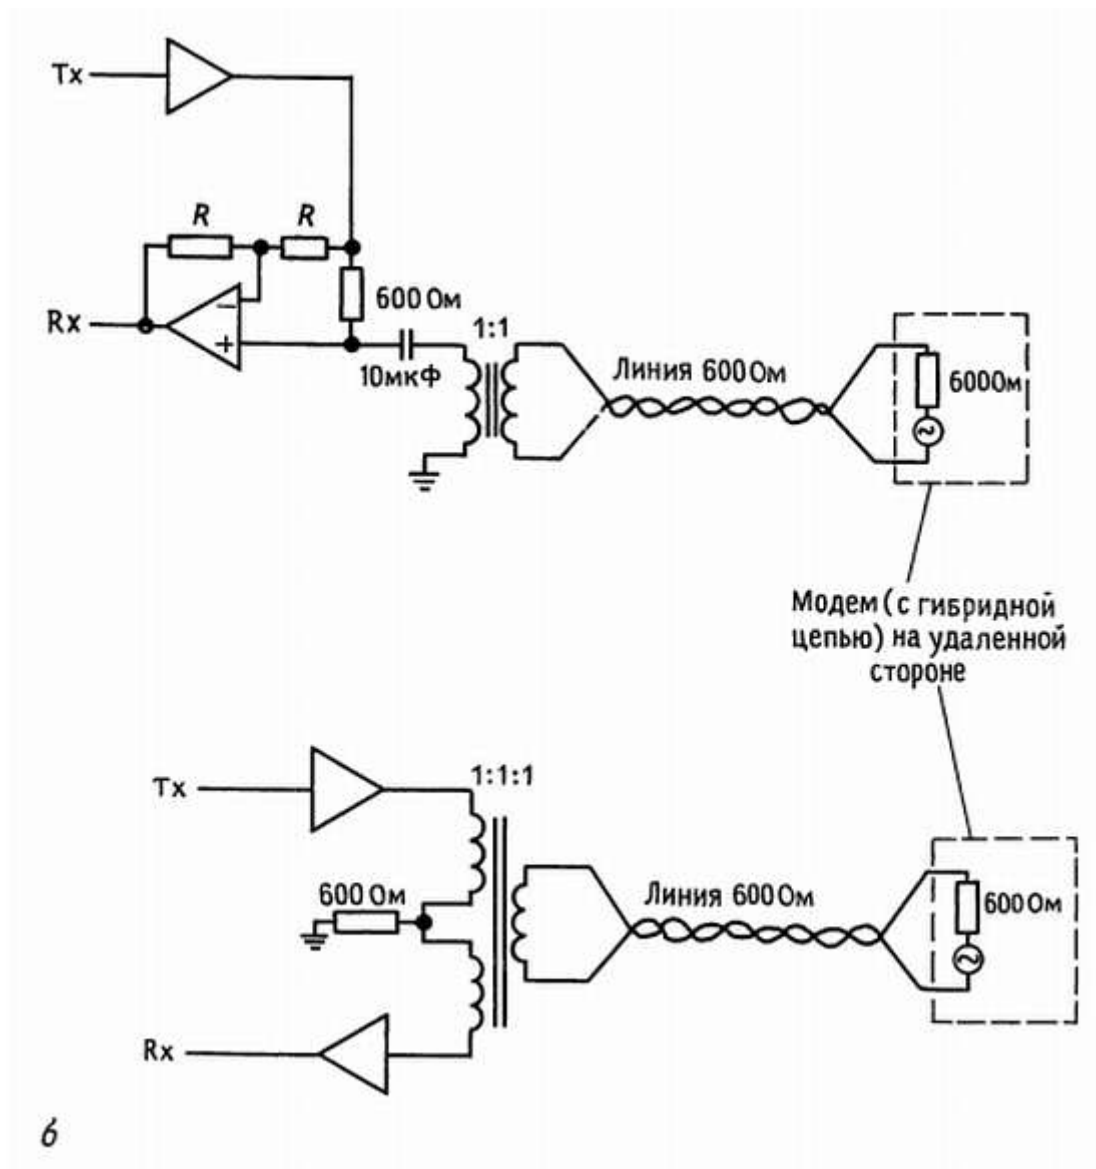 Tx
R
R
600 Ом
Rx
−
+
1:1
10мкФ
Линия 600 Ом
600Ом
Модем (с гибридной
цепью) на удаленной
стороне
Tx
1:1:1
600 Ом
Линия 600 Ом
600 Ом
Rx
б